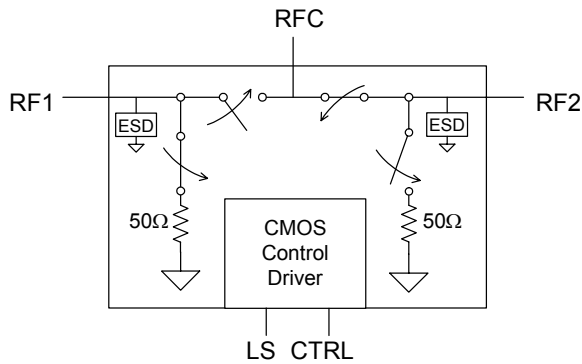 RFC
RF1
RF2
ESD
ESD
50Ω
50Ω
CMOS
Control
Driver
LS CTRL